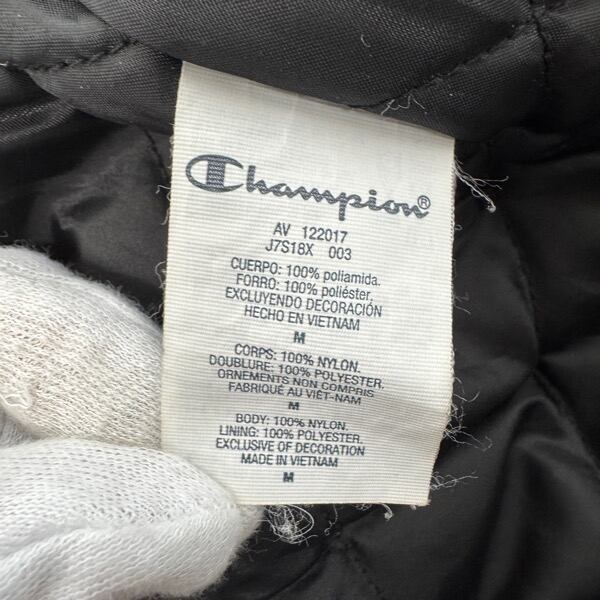 Champion®
AV 122017
J7S18X 003
CUERPO: 100% poliamida.
FORRO: 100% poliéster,
EXCLUYENDO DECORACIÓN
HECHO EN VIETNAM
M
CORPS: 100% NYLON.
DOUBLURE: 100% POLYESTER.
ORNEMENTS NON COMPRIS
FABRIQUÉ AU VIÊT-NAM
M
BODY: 100% NYLON.
LINING: 100% POLYESTER.
EXCLUSIVE OF DECORATION
MADE IN VIETNAM
M